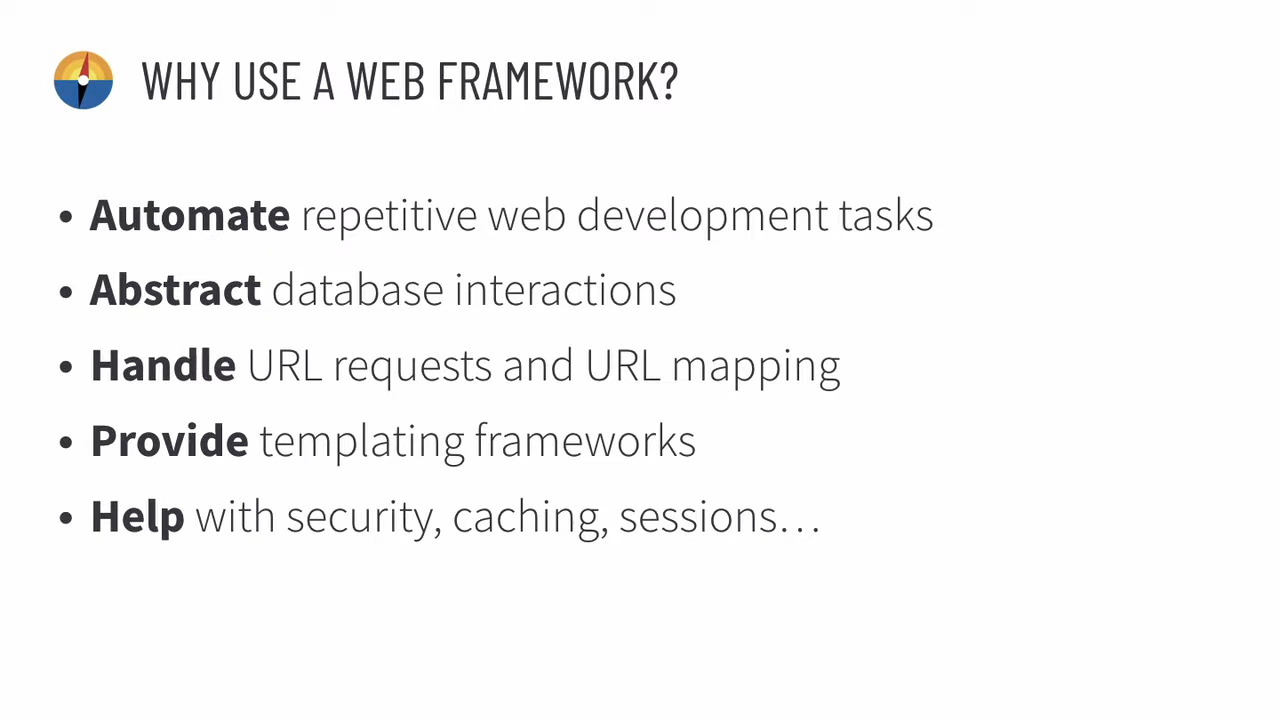 WHY USE A WEB FRAMEWORK?
• Automate repetitive web development tasks
• Abstract database interactions
• Handle URL requests and URL mapping
• Provide templating frameworks
• Help with security, caching, sessions…